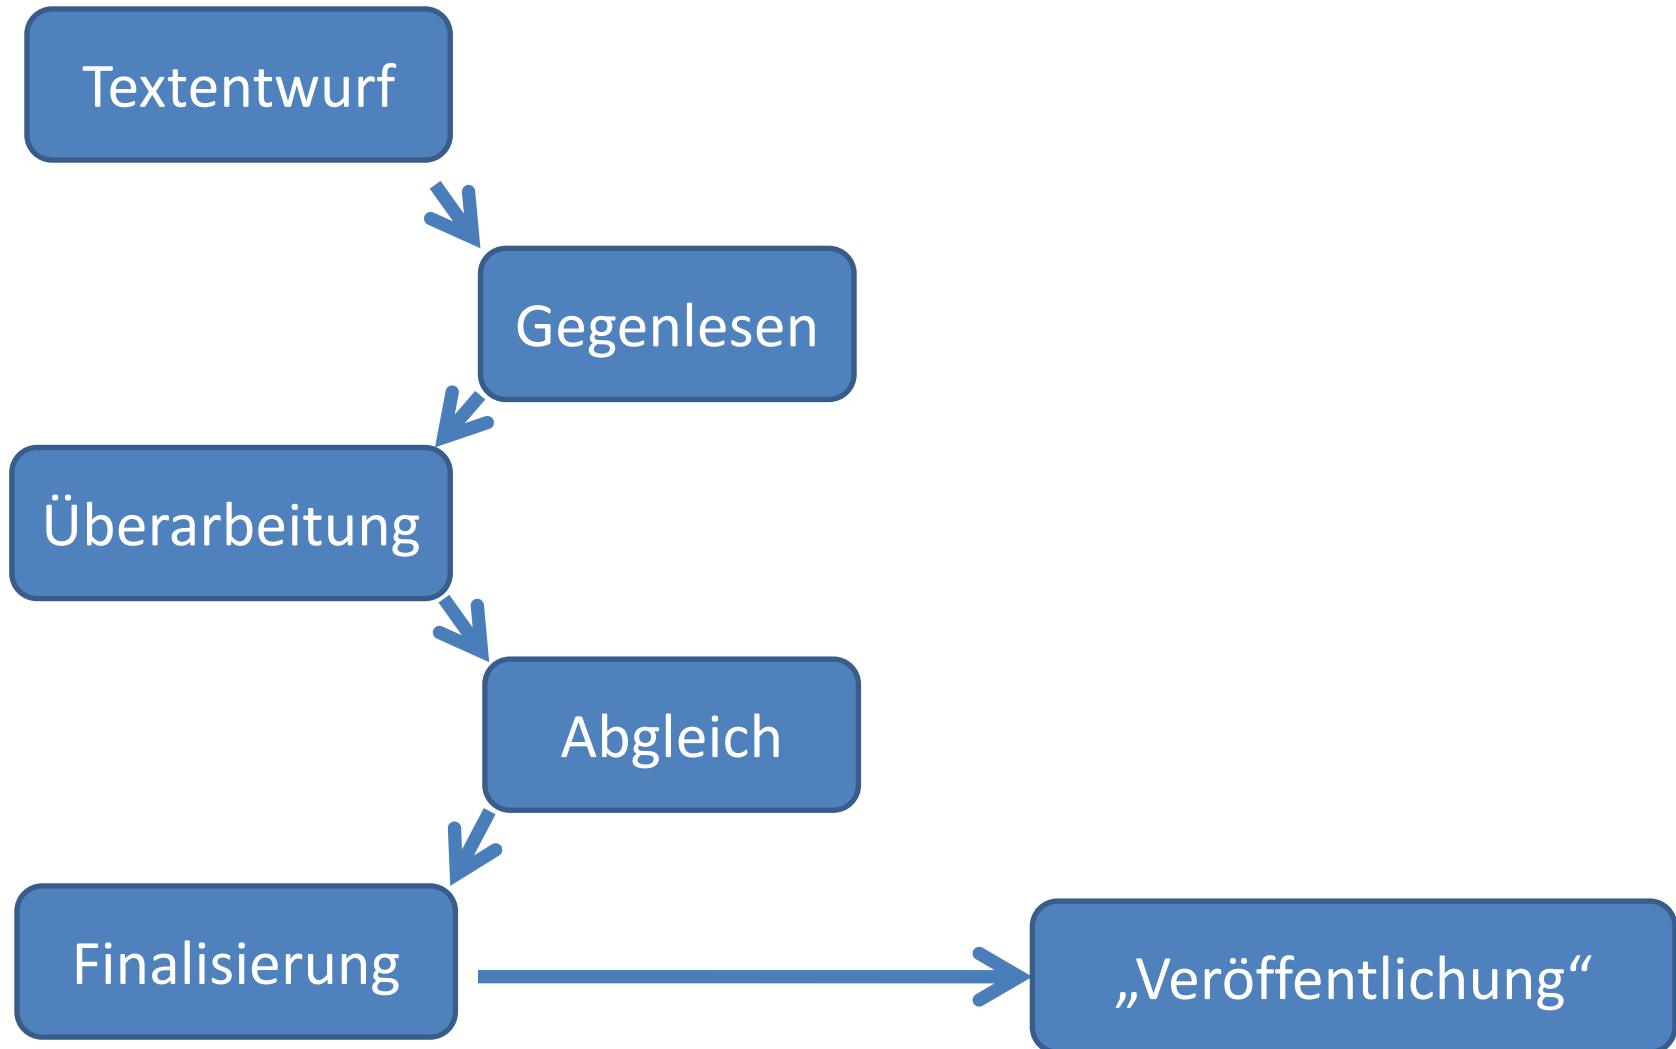 Textentwurf
Gegenlesen
Überarbeitung
Abgleich
Finalisierung
„Veröffentlichung“